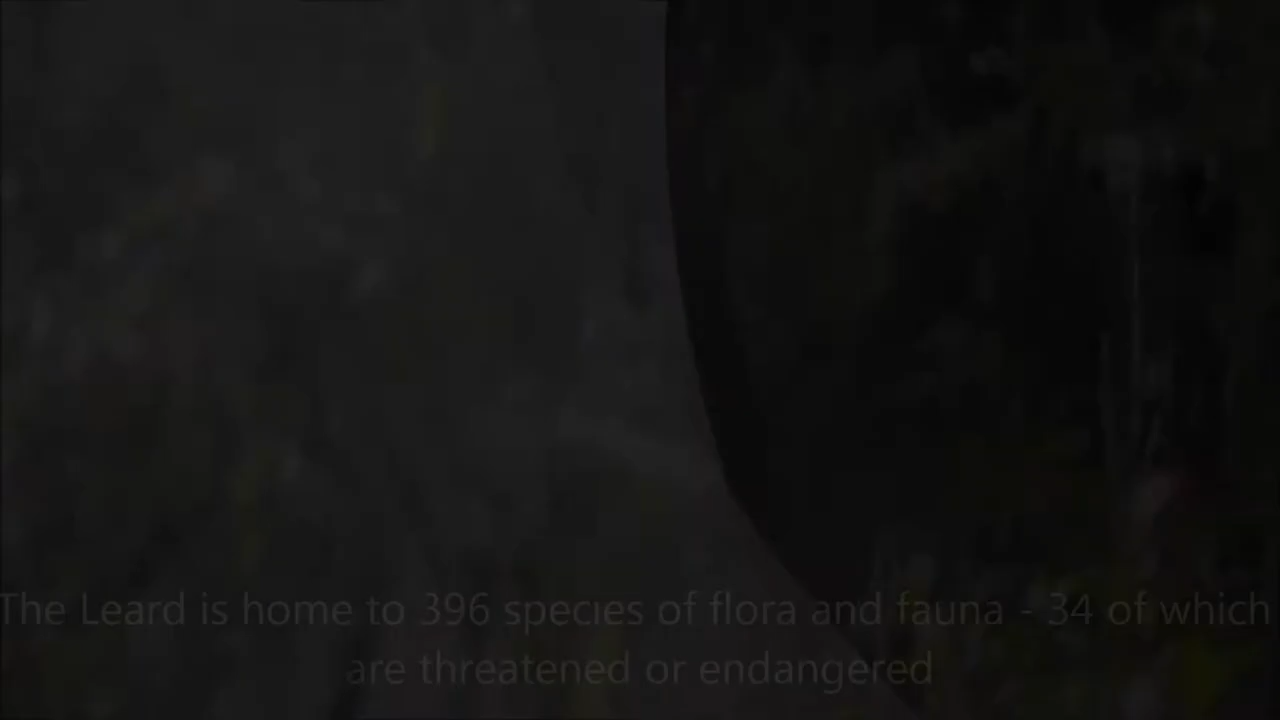 The Leard is home to 396 species of flora and fauna - 34 of which
are threatened or endangered